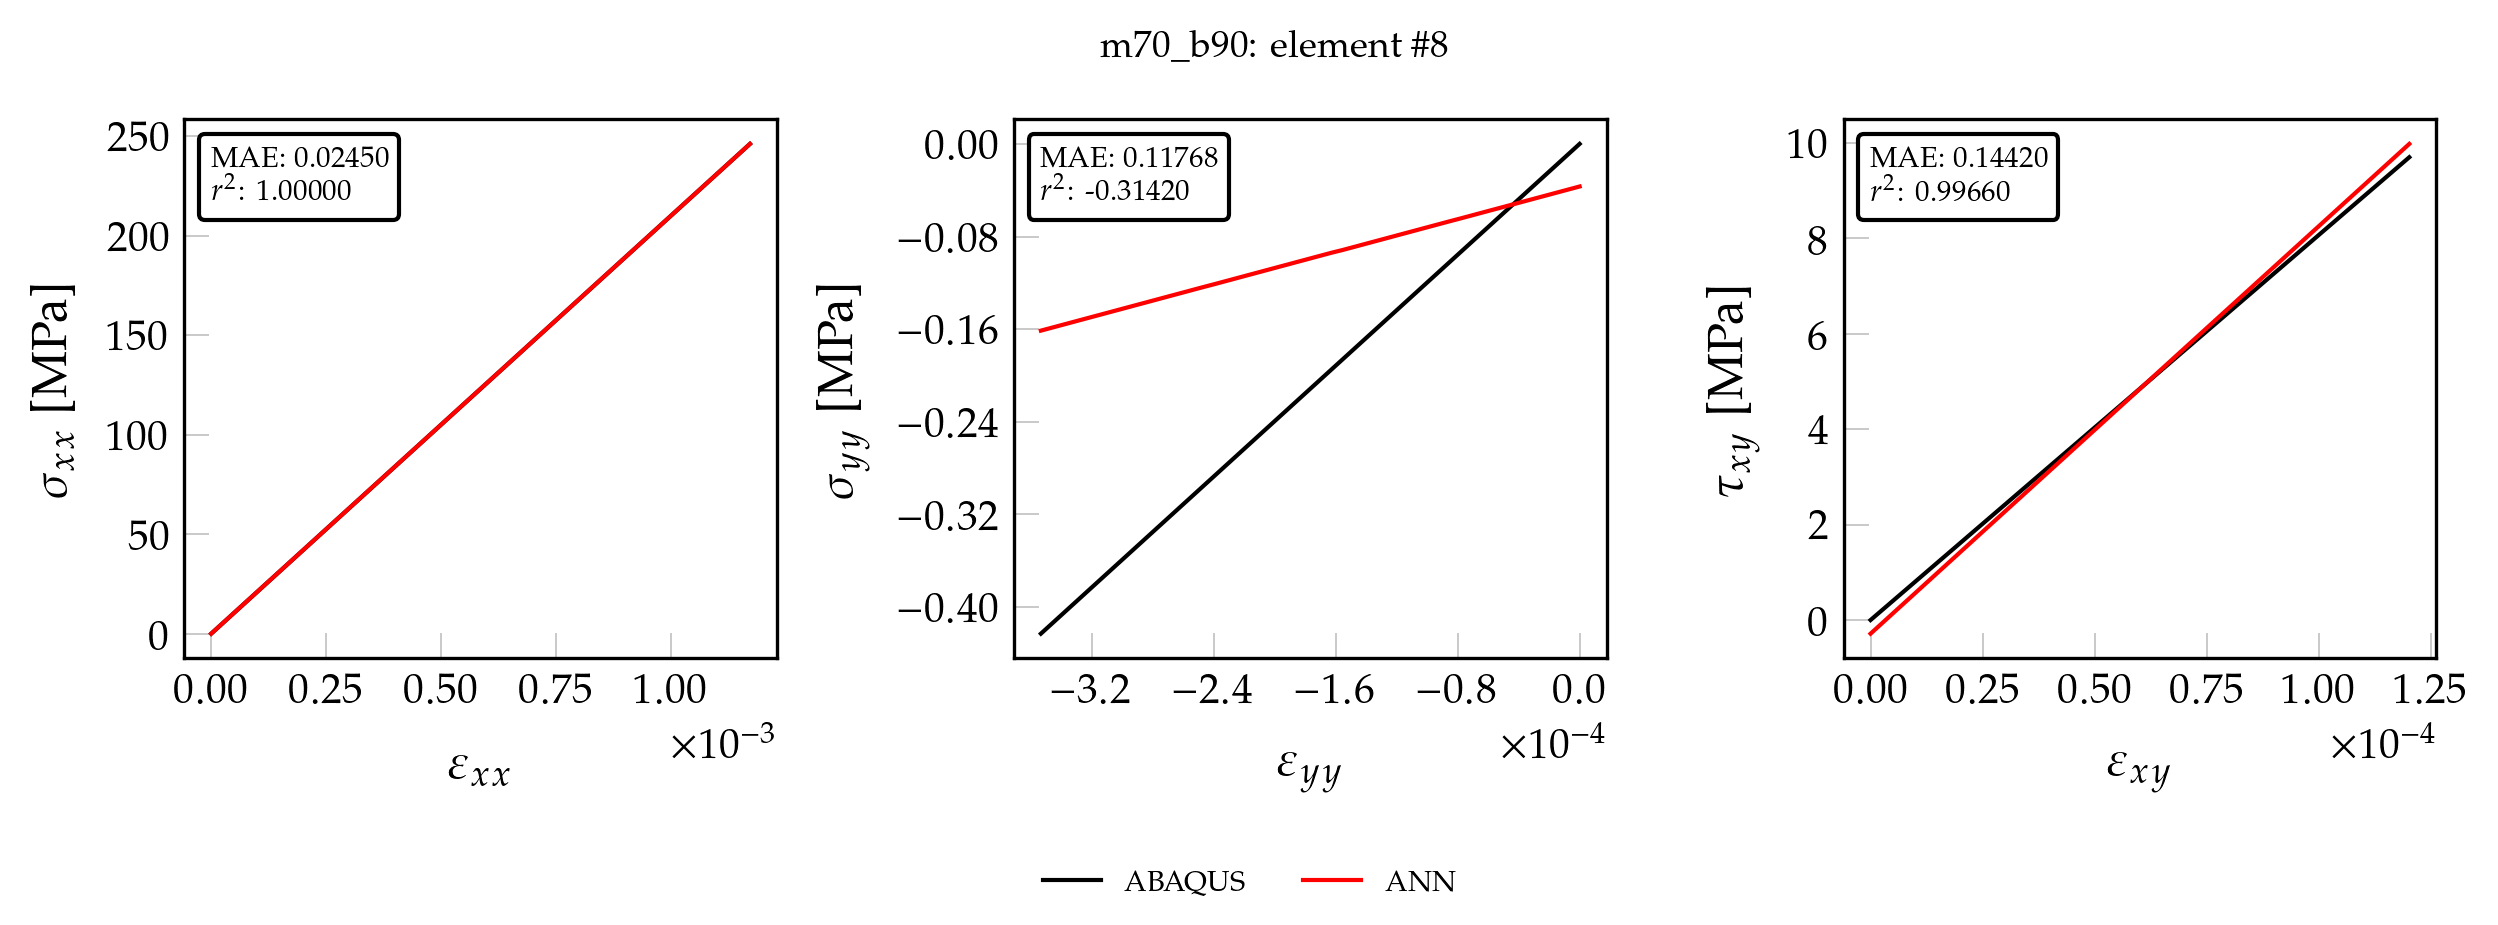 m70_b90: element #8
MAE: 0.02450
r²: 1.00000
250
200
150
100
50
0
σxx [MPa]
0.00 0.25 0.50 0.75 1.00
×10⁻³
εxx
MAE: 0.11768
r²: -0.31420
0.00
−0.08
−0.16
−0.24
−0.32
−0.40
σyy [MPa]
−3.2 −2.4 −1.6 −0.8 0.0
×10⁻⁴
εyy
MAE: 0.14420
r²: 0.99660
10
8
6
4
2
0
τxy [MPa]
0.00 0.25 0.50 0.75 1.00 1.25
×10⁻⁴
εxy
ABAQUS ANN